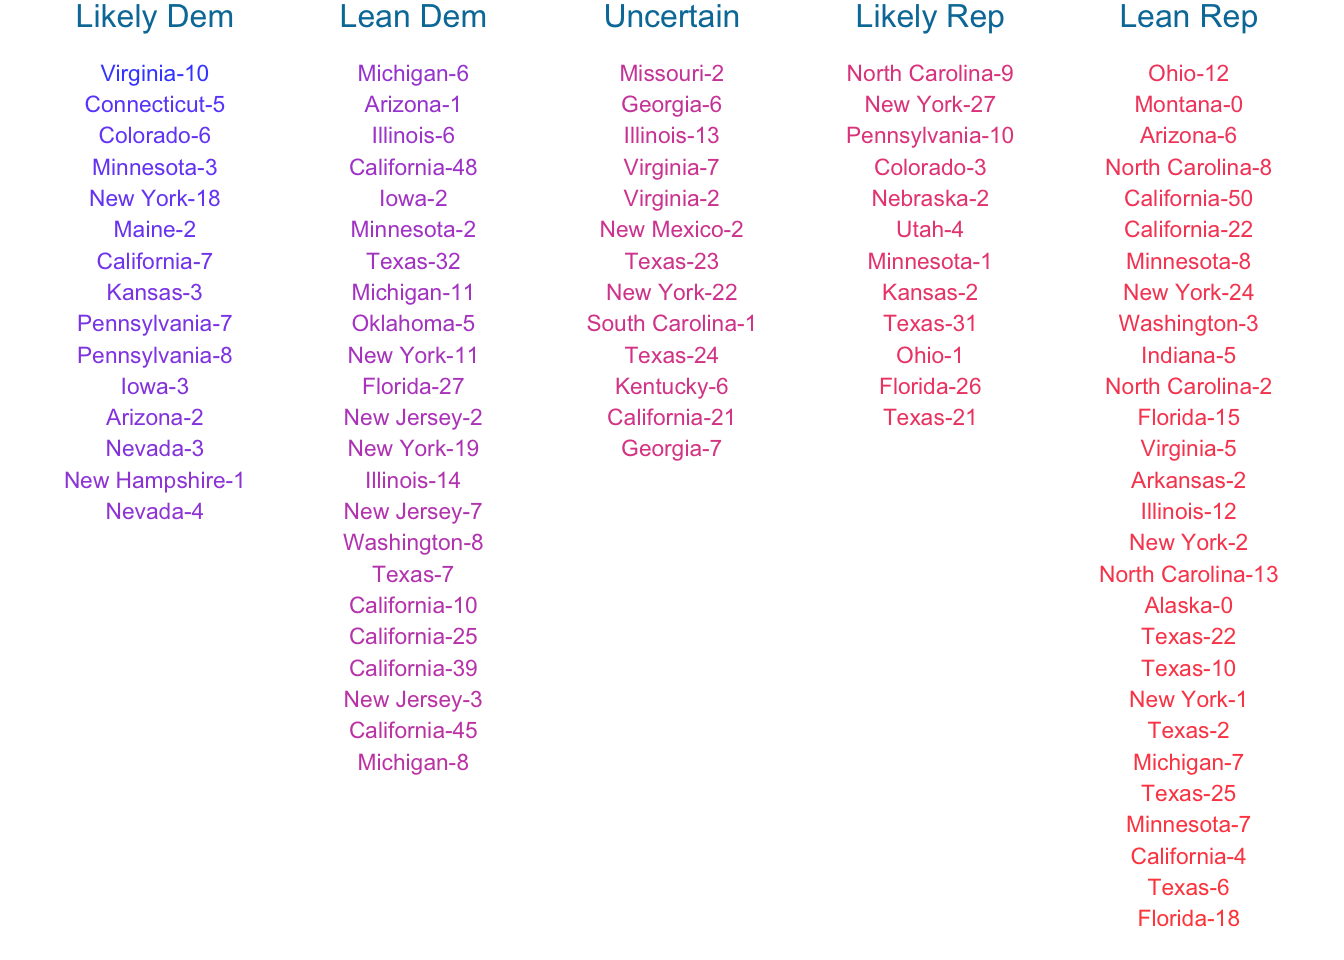 Likely Dem
Virginia-10
Connecticut-5
Colorado-6
Minnesota-3
New York-18
Maine-2
California-7
Kansas-3
Pennsylvania-7
Pennsylvania-8
Iowa-3
Arizona-2
Nevada-3
New Hampshire-1
Nevada-4
Lean Dem
Michigan-6
Arizona-1
Illinois-6
California-48
Iowa-2
Minnesota-2
Texas-32
Michigan-11
Oklahoma-5
New York-11
Florida-27
New Jersey-2
New York-19
Illinois-14
New Jersey-7
Washington-8
Texas-7
California-10
California-25
California-39
New Jersey-3
California-45
Michigan-8
Uncertain
Missouri-2
Georgia-6
Illinois-13
Virginia-7
Virginia-2
New Mexico-2
Texas-23
New York-22
South Carolina-1
Texas-24
Kentucky-6
California-21
Georgia-7
Likely Rep
North Carolina-9
New York-27
Pennsylvania-10
Colorado-3
Nebraska-2
Utah-4
Minnesota-1
Kansas-2
Texas-31
Ohio-1
Florida-26
Texas-21
Lean Rep
Ohio-12
Montana-0
Arizona-6
North Carolina-8
California-50
California-22
Minnesota-8
New York-24
Washington-3
Indiana-5
North Carolina-2
Florida-15
Virginia-5
Arkansas-2
Illinois-12
New York-2
North Carolina-13
Alaska-0
Texas-22
Texas-10
New York-1
Texas-2
Michigan-7
Texas-25
Minnesota-7
California-4
Texas-6
Florida-18